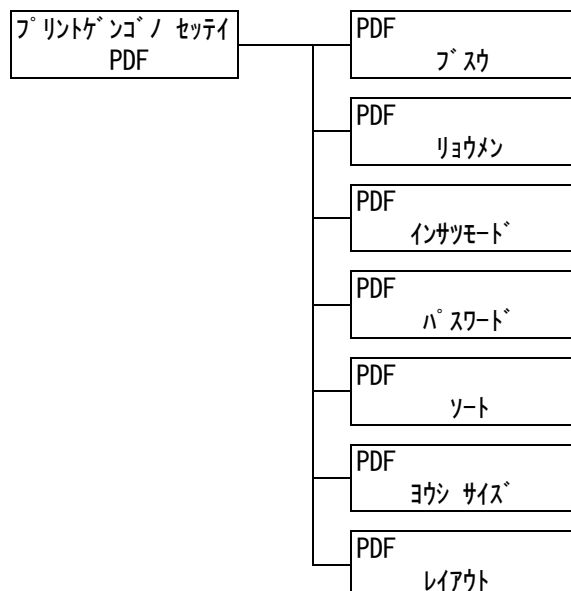 ﾌﾟﾘﾝﾄｹﾞﾝｺﾞﾉ ｾｯﾃｲ
PDF
PDF
ﾌﾞｽｳ
PDF
ﾘｮｳﾒﾝ
PDF
ｲﾝｻﾂﾓｰﾄﾞ
PDF
ﾊﾟｽﾜｰﾄﾞ
PDF
ｿｰﾄ
PDF
ﾖｳｼ ｻｲｽﾞ
PDF
ﾚｲｱｳﾄ